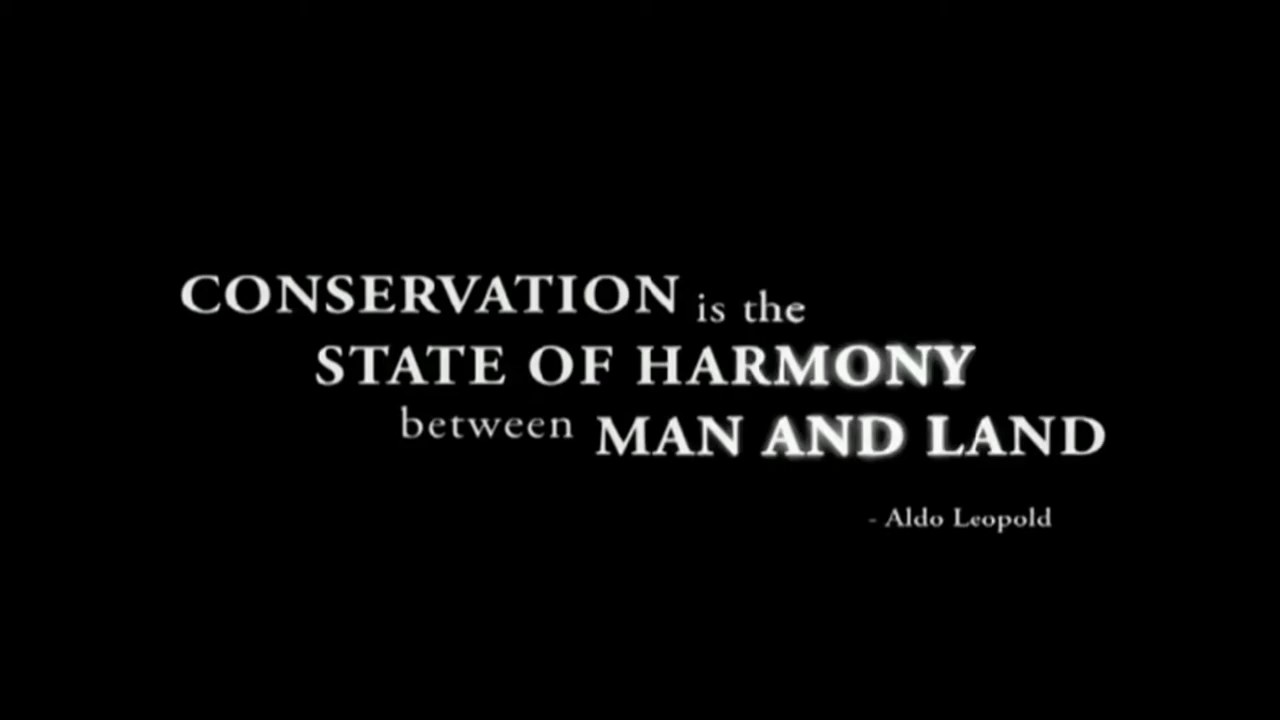 CONSERVATION is the
STATE OF HARMONY
between MAN AND LAND
- Aldo Leopold